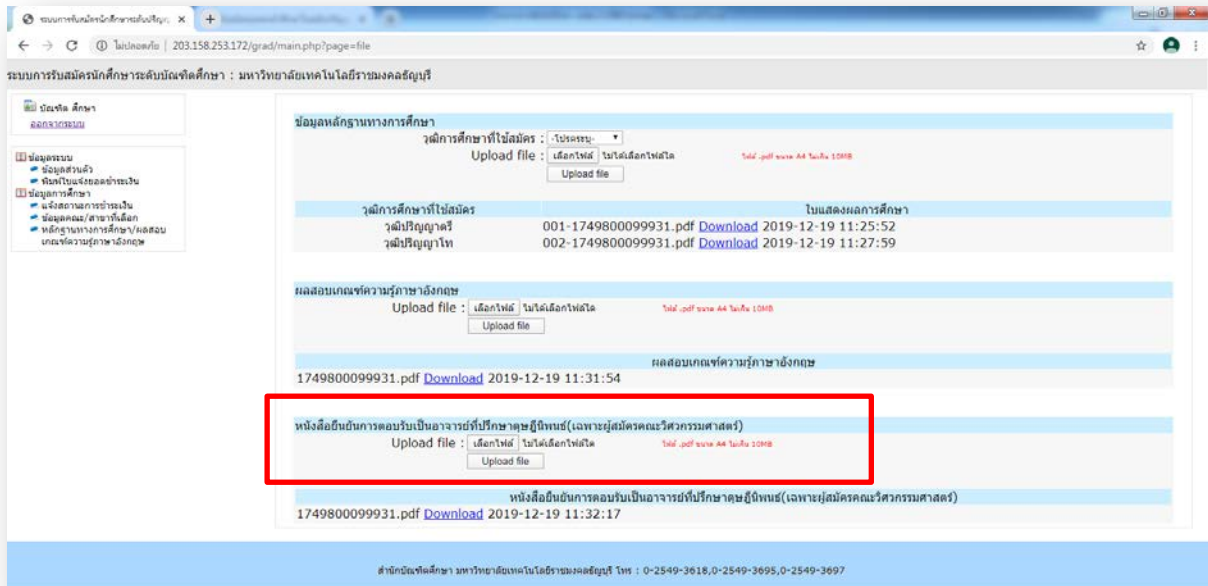 ระบบการรับสมัครนักศึกษาระดับปริญ
ไม่ปลอดภัย | 203.158.253.172/grad/main.php?page=file
ระบบการรับสมัครนักศึกษาระดับบัณฑิตศึกษา : มหาวิทยาลัยเทคโนโลยีราชมงคลธัญบุรี
บัณฑิต ศึกษา
ออกจากระบบ
ข้อมูลระบบ
ข้อมูลส่วนตัว
พิมพ์ใบแจ้งยอดชำระเงิน
ข้อมูลการศึกษา
แจ้งสถานะการชำระเงิน
ข้อมูลคณะ/สาขาที่เลือก
หลักฐานทางการศึกษา/ผลสอบ
เกณฑ์ความรู้ภาษาอังกฤษ
ข้อมูลหลักฐานทางการศึกษา
วุฒิการศึกษาที่ใช้สมัคร : -โปรดระบุ-
Upload file : เลือกไฟล์ ไม่ได้เลือกไฟล์ใด ไฟล์ .pdf ขนาด A4 ไม่เกิน 10MB
Upload file
วุฒิการศึกษาที่ใช้สมัคร ใบแสดงผลการศึกษา
วุฒิปริญญาตรี 001-1749800099931.pdf Download 2019-12-19 11:25:52
วุฒิปริญญาโท 002-1749800099931.pdf Download 2019-12-19 11:27:59
ผลสอบเกณฑ์ความรู้ภาษาอังกฤษ
Upload file : เลือกไฟล์ ไม่ได้เลือกไฟล์ใด ไฟล์ .pdf ขนาด A4 ไม่เกิน 10MB
Upload file
ผลสอบเกณฑ์ความรู้ภาษาอังกฤษ
1749800099931.pdf Download 2019-12-19 11:31:54
หนังสือยืนยันการตอบรับเป็นอาจารย์ที่ปรึกษาดุษฎีนิพนธ์(เฉพาะผู้สมัครคณะวิศวกรรมศาสตร์)
Upload file : เลือกไฟล์ ไม่ได้เลือกไฟล์ใด ไฟล์ .pdf ขนาด A4 ไม่เกิน 10MB
Upload file
หนังสือยืนยันการตอบรับเป็นอาจารย์ที่ปรึกษาดุษฎีนิพนธ์(เฉพาะผู้สมัครคณะวิศวกรรมศาสตร์)
1749800099931.pdf Download 2019-12-19 11:32:17
สำนักบัณฑิตศึกษา มหาวิทยาลัยเทคโนโลยีราชมงคลธัญบุรี โทร : 0-2549-3618,0-2549-3695,0-2549-3697